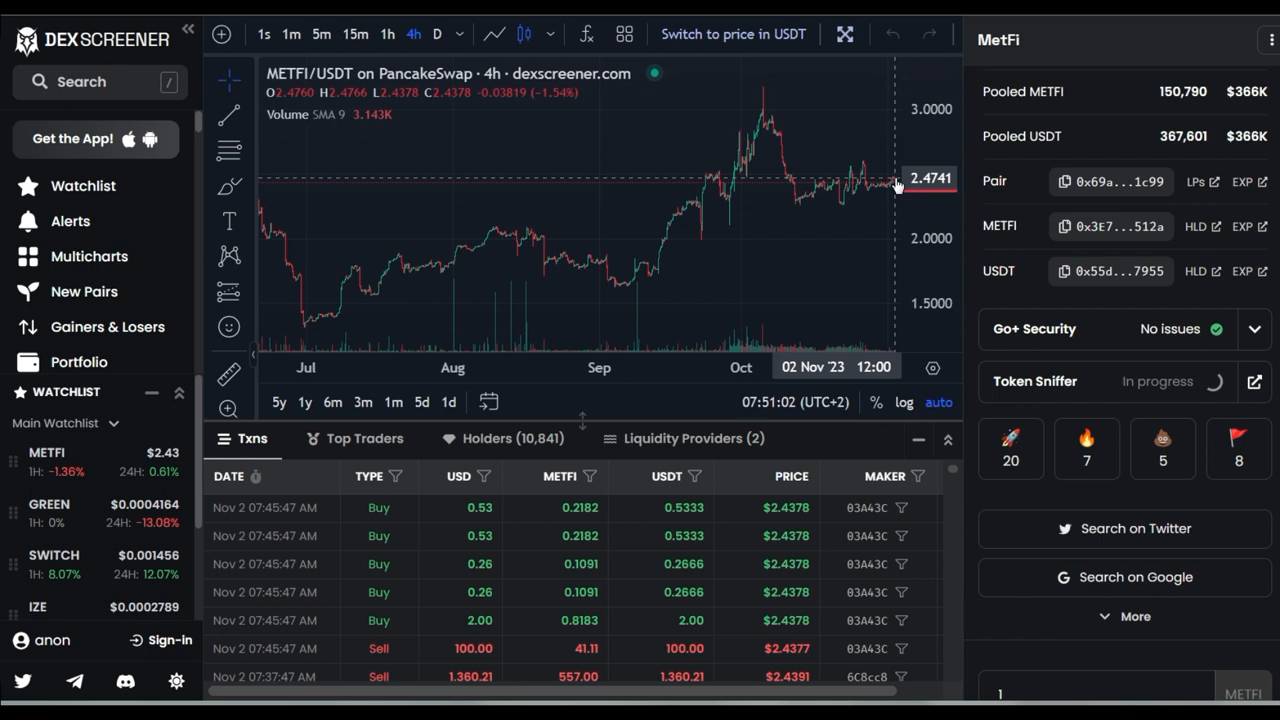 DEXSCREENER
Search /
Get the App!
Watchlist
Alerts
Multicharts
New Pairs
Gainers & Losers
Portfolio
WATCHLIST
Main Watchlist
METFI $2.43
1H: -1.36% 24H: 0.61%
GREEN $0.0004164
1H: 0% 24H: -13.08%
SWITCH $0.001456
1H: 8.07% 24H: 12.07%
IZE $0.0002789
anon Sign-in
1s 1m 5m 15m 1h 4h D Switch to price in USDT
METFI/USDT on PancakeSwap · 4h · dexscreener.com
O2.4760 H2.4766 L2.4378 C2.4378 -0.03819 (-1.54%)
Volume SMA 9 3.143K
3.0000
2.4741
2.0000
1.5000
Jul Aug Sep Oct 02 Nov '23 12:00
5y 1y 6m 3m 1m 5d 1d 07:51:02 (UTC+2) % log auto
Txns Top Traders Holders (10,841) Liquidity Providers (2)
DATE TYPE USD METFI USDT PRICE MAKER
Nov 2 07:45:47 AM Buy 0.53 0.2182 0.5333 $2.4378 03A43C
Nov 2 07:45:47 AM Buy 0.53 0.2182 0.5333 $2.4378 03A43C
Nov 2 07:45:47 AM Buy 0.26 0.1091 0.2666 $2.4378 03A43C
Nov 2 07:45:47 AM Buy 0.26 0.1091 0.2666 $2.4378 03A43C
Nov 2 07:45:47 AM Buy 2.00 0.8183 2.00 $2.4378 03A43C
Nov 2 07:45:47 AM Sell 100.00 41.11 100.00 $2.4377 03A43C
Nov 2 07:37:47 AM Sell 1,360.21 557.00 1,360.21 $2.4391 6C8cc8
MetFi
Pooled METFI 150,790 $366K
Pooled USDT 367,601 $366K
Pair 0x69a...1c99 LPs EXP
METFI 0x3E7...512a HLD EXP
USDT 0x55d...7955 HLD EXP
Go+ Security No issues
Token Sniffer In progress
20 7 5 8
Search on Twitter
Search on Google
More
1 METFI